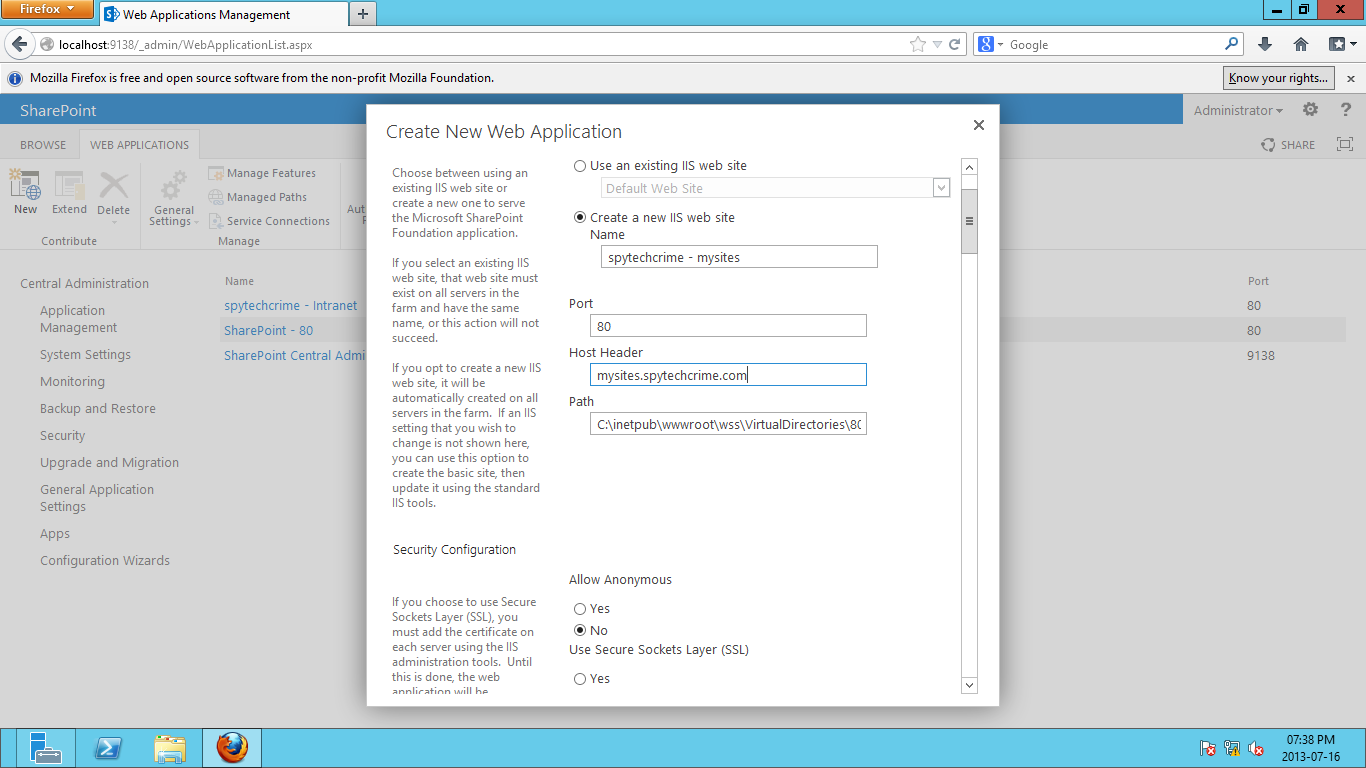 Firefox
Web Applications Management
localhost:9138/_admin/WebApplicationList.aspx
Google
Mozilla Firefox is free and open source software from the non-profit Mozilla Foundation.
Know your rights...
SharePoint
Administrator
BROWSE
WEB APPLICATIONS
SHARE
New
Extend
Delete
General
Settings
Manage Features
Managed Paths
Service Connections
Contribute
Manage
Central Administration
Application
Management
System Settings
Monitoring
Backup and Restore
Security
Upgrade and Migration
General Application
Settings
Apps
Configuration Wizards
Name
Port
spytechcrime - Intranet
80
SharePoint - 80
80
SharePoint Central Admi
9138
Create New Web Application
Choose between using an
existing IIS web site or
create a new one to serve
the Microsoft SharePoint
Foundation application.
If you select an existing IIS
web site, that web site must
exist on all servers in the
farm and have the same
name, or this action will not
succeed.
If you opt to create a new IIS
web site, it will be
automatically created on all
servers in the farm. If an IIS
setting that you wish to
change is not shown here,
you can use this option to
create the basic site, then
update it using the standard
IIS tools.
Use an existing IIS web site
Default Web Site
Create a new IIS web site
Name
spytechcrime - mysites
Port
80
Host Header
mysites.spytechcrime.com
Path
C:\inetpub\wwwroot\wss\VirtualDirectories\80
Security Configuration
If you choose to use Secure
Sockets Layer (SSL), you
must add the certificate on
each server using the IIS
administration tools. Until
this is done, the web
application will be
Allow Anonymous
Yes
No
Use Secure Sockets Layer (SSL)
Yes
07:38 PM
2013-07-16